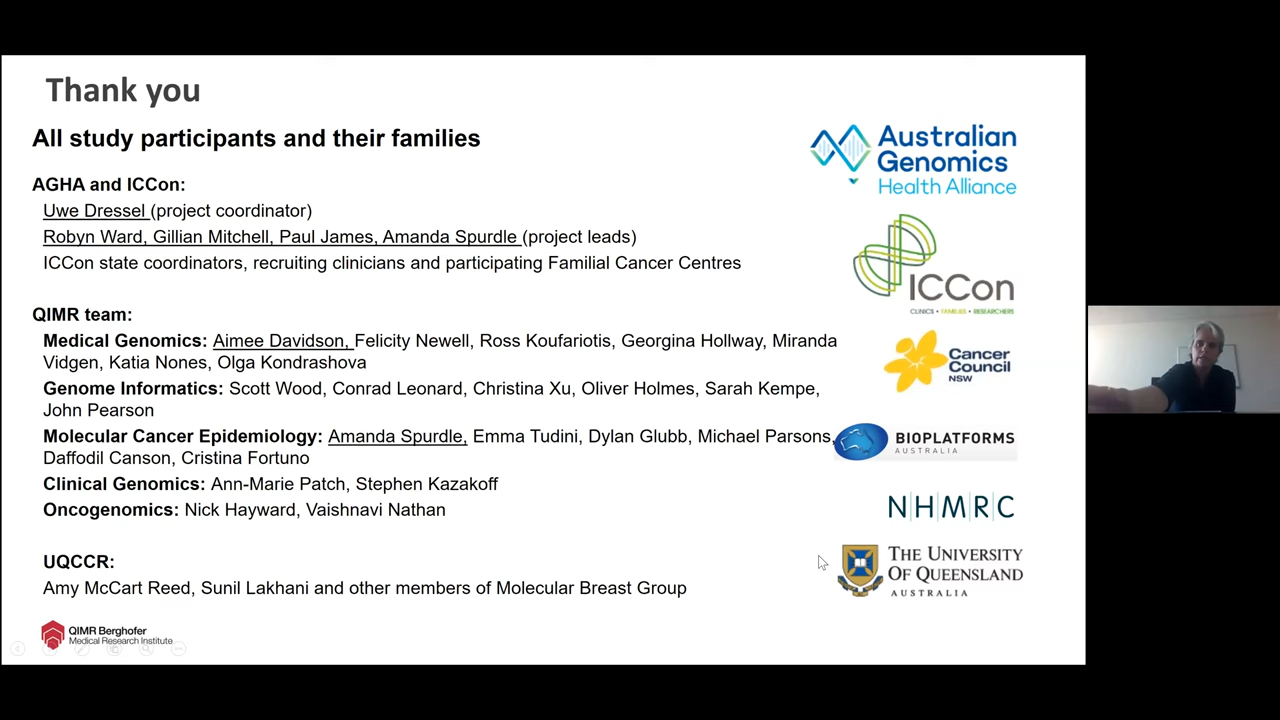 Thank you
All study participants and their families
AGHA and ICCon:
Uwe Dressel (project coordinator)
Robyn Ward, Gillian Mitchell, Paul James, Amanda Spurdle (project leads)
ICCon state coordinators, recruiting clinicians and participating Familial Cancer Centres
QIMR team:
Medical Genomics: Aimee Davidson, Felicity Newell, Ross Koufariotis, Georgina Hollway, Miranda
Vidgen, Katia Nones, Olga Kondrashova
Genome Informatics: Scott Wood, Conrad Leonard, Christina Xu, Oliver Holmes, Sarah Kempe,
John Pearson
Molecular Cancer Epidemiology: Amanda Spurdle, Emma Tudini, Dylan Glubb, Michael Parsons,
Daffodil Canson, Cristina Fortuno
Clinical Genomics: Ann-Marie Patch, Stephen Kazakoff
Oncogenomics: Nick Hayward, Vaishnavi Nathan
UQCCR:
Amy McCart Reed, Sunil Lakhani and other members of Molecular Breast Group
QIMR Berghofer
Medical Research Institute
Australian
Genomics
Health Alliance
ICCon
CLINICS • FAMILIES • RESEARCHERS
Cancer
Council
NSW
BIOPLATFORMS
AUSTRALIA
NHMRC
THE UNIVERSITY
OF QUEENSLAND
AUSTRALIA